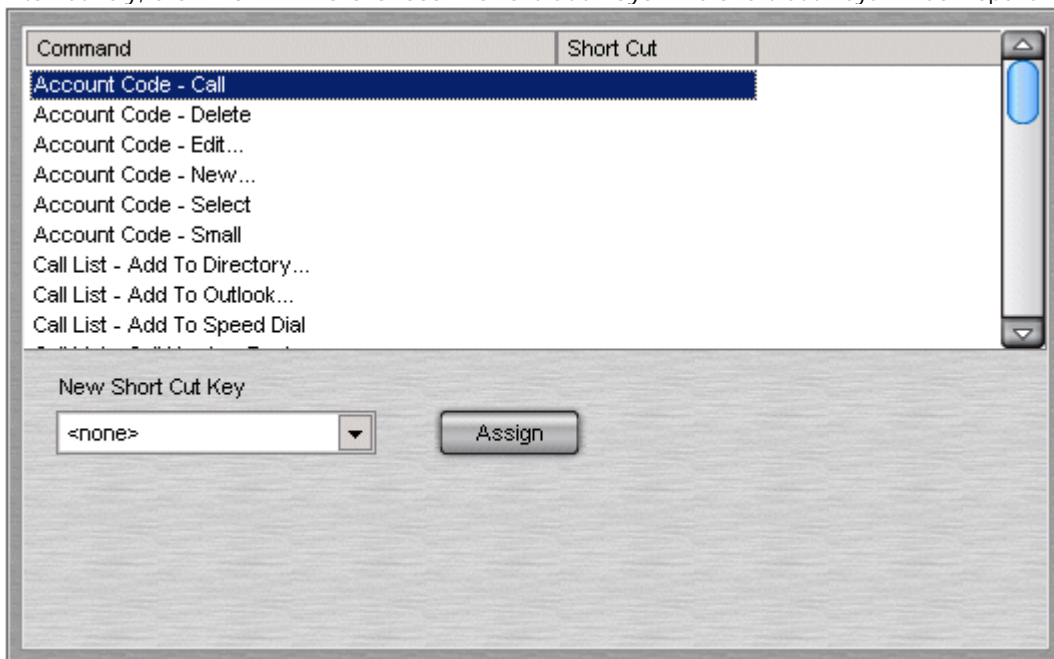 Command Short Cut
Account Code - Call
Account Code - Delete
Account Code - Edit...
Account Code - New...
Account Code - Select
Account Code - Small
Call List - Add To Directory...
Call List - Add To Outlook...
Call List - Add To Speed Dial
New Short Cut Key
<none>
Assign